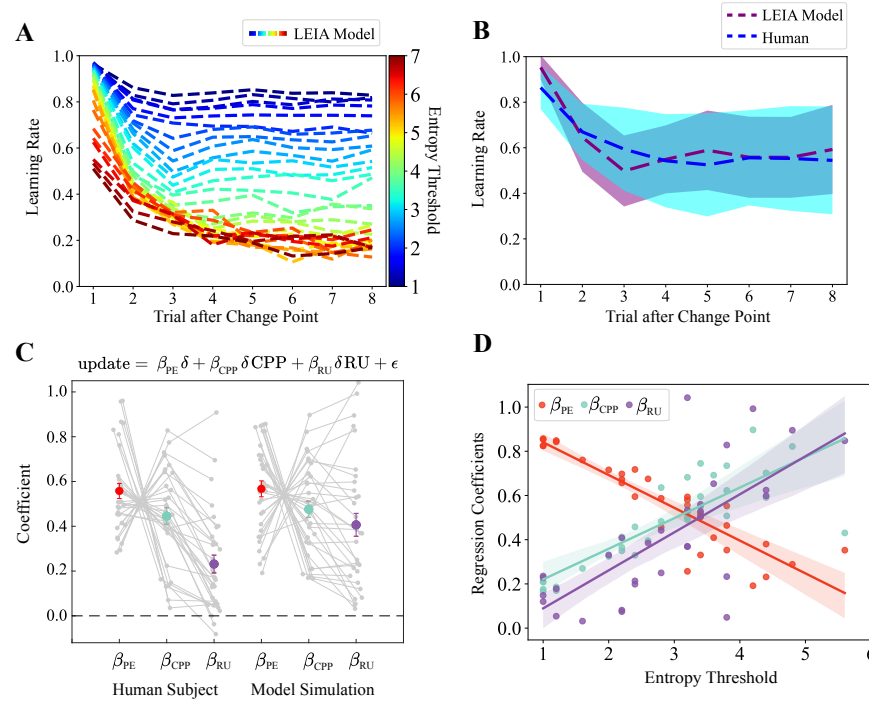 A
LEIA Model
Learning Rate
1.0
0.8
0.6
0.4
0.2
0.0
1 2 3 4 5 6 7 8
Trial after Change Point
7
6
5
4
3
2
1
Entropy Threshold
B
LEIA Model
Human
Learning Rate
1.0
0.8
0.6
0.4
0.2
0.0
1 2 3 4 5 6 7 8
Trial after Change Point
C
update = β_PE δ + β_CPP δ CPP + β_RU δ RU + ϵ
Coefficient
1.0
0.8
0.6
0.4
0.2
0.0
β_PE β_CPP β_RU β_PE β_CPP β_RU
Human Subject Model Simulation
D
β_PE β_CPP β_RU
Regression Coefficients
1.0
0.8
0.6
0.4
0.2
0.0
1 2 3 4 5 6
Entropy Threshold